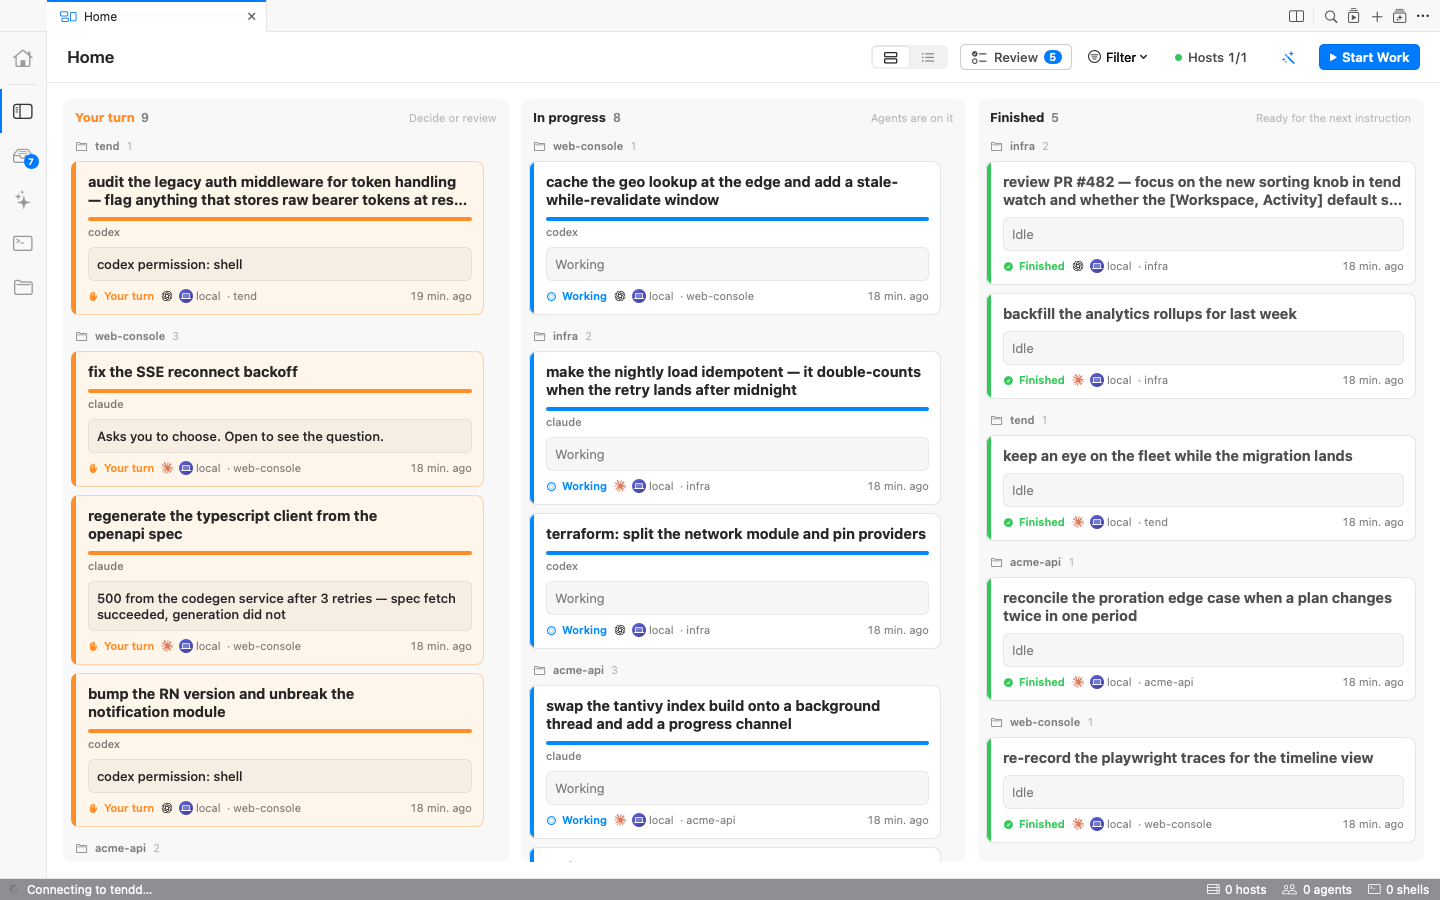 Home
Home
Review 5
Filter
Hosts 1/1
Start Work
7
Your turn 9
Decide or review
tend 1
audit the legacy auth middleware for token handling
— flag anything that stores raw bearer tokens at res...
codex
codex permission: shell
Your turn local · tend 19 min. ago
web-console 3
fix the SSE reconnect backoff
claude
Asks you to choose. Open to see the question.
Your turn local · web-console 18 min. ago
regenerate the typescript client from the
openapi spec
claude
500 from the codegen service after 3 retries — spec fetch
succeeded, generation did not
Your turn local · web-console 18 min. ago
bump the RN version and unbreak the
notification module
codex
codex permission: shell
Your turn local · web-console 18 min. ago
acme-api 2
In progress 8
Agents are on it
web-console 1
cache the geo lookup at the edge and add a stale-
while-revalidate window
codex
Working
Working local · web-console 18 min. ago
infra 2
make the nightly load idempotent — it double-counts
when the retry lands after midnight
claude
Working
Working local · infra 18 min. ago
terraform: split the network module and pin providers
codex
Working
Working local · infra 18 min. ago
acme-api 3
swap the tantivy index build onto a background
thread and add a progress channel
claude
Working
Working local · acme-api 18 min. ago
Finished 5
Ready for the next instruction
infra 2
review PR #482 — focus on the new sorting knob in tend
watch and whether the [Workspace, Activity] default s...
Idle
Finished local · infra 18 min. ago
backfill the analytics rollups for last week
Idle
Finished local · infra 18 min. ago
tend 1
keep an eye on the fleet while the migration lands
Idle
Finished local · tend 18 min. ago
acme-api 1
reconcile the proration edge case when a plan changes
twice in one period
Idle
Finished local · acme-api 18 min. ago
web-console 1
re-record the playwright traces for the timeline view
Idle
Finished local · web-console 18 min. ago
Connecting to tendd...
0 hosts
0 agents
0 shells